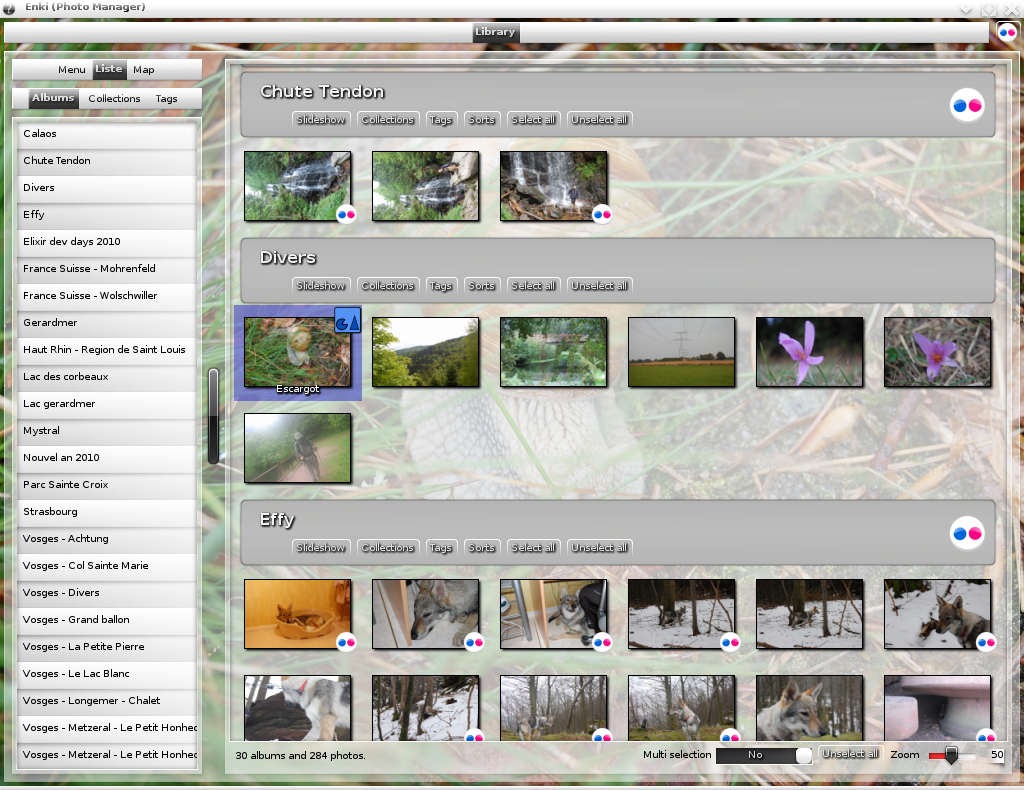 Enki (Photo Manager)
Library
Menu Liste Map
Albums Collections Tags
Calaos
Chute Tendon
Divers
Effy
Elixir dev days 2010
France Suisse - Mohrenfeld
France Suisse - Wolschwiller
Gerardmer
Haut Rhin - Region de Saint Louis
Lac des corbeaux
Lac gerardmer
Mystral
Nouvel an 2010
Parc Sainte Croix
Strasbourg
Vosges - Achtung
Vosges - Col Sainte Marie
Vosges - Divers
Vosges - Grand ballon
Vosges - La Petite Pierre
Vosges - Le Lac Blanc
Vosges - Longemer - Chalet
Vosges - Metzeral - Le Petit Honhec
Vosges - Metzeral - Le Petit Honhec
Chute Tendon
Slideshow Collections Tags Sorts Select all Unselect all
Divers
Slideshow Collections Tags Sorts Select all Unselect all
Escargot
Effy
Slideshow Collections Tags Sorts Select all Unselect all
30 albums and 284 photos.
Multi selection No Unselect all Zoom 50